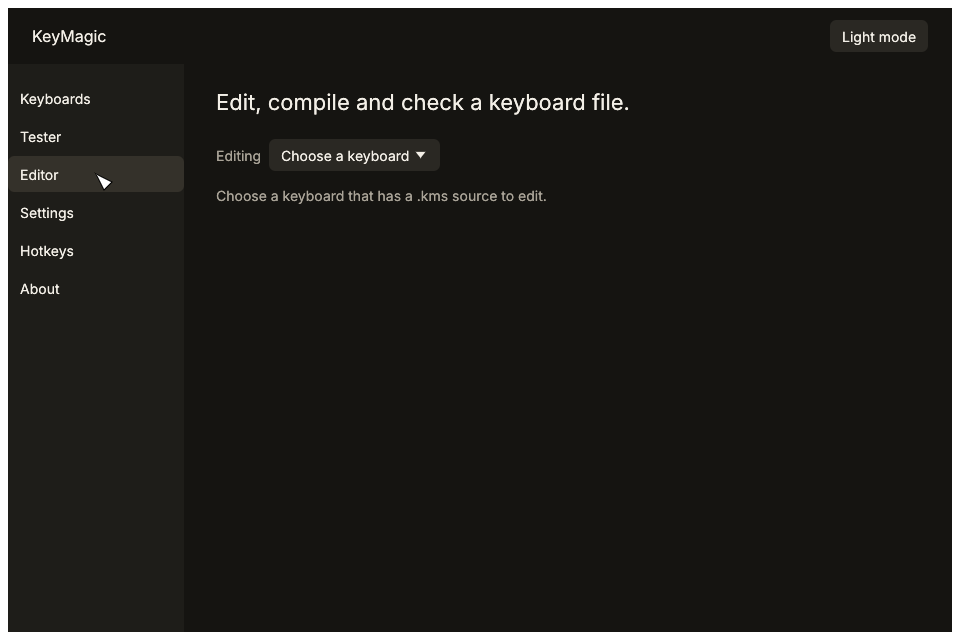 KeyMagic
Light mode
Keyboards
Tester
Editor
Settings
Hotkeys
About
Edit, compile and check a keyboard file.
Editing Choose a keyboard
Choose a keyboard that has a .kms source to edit.